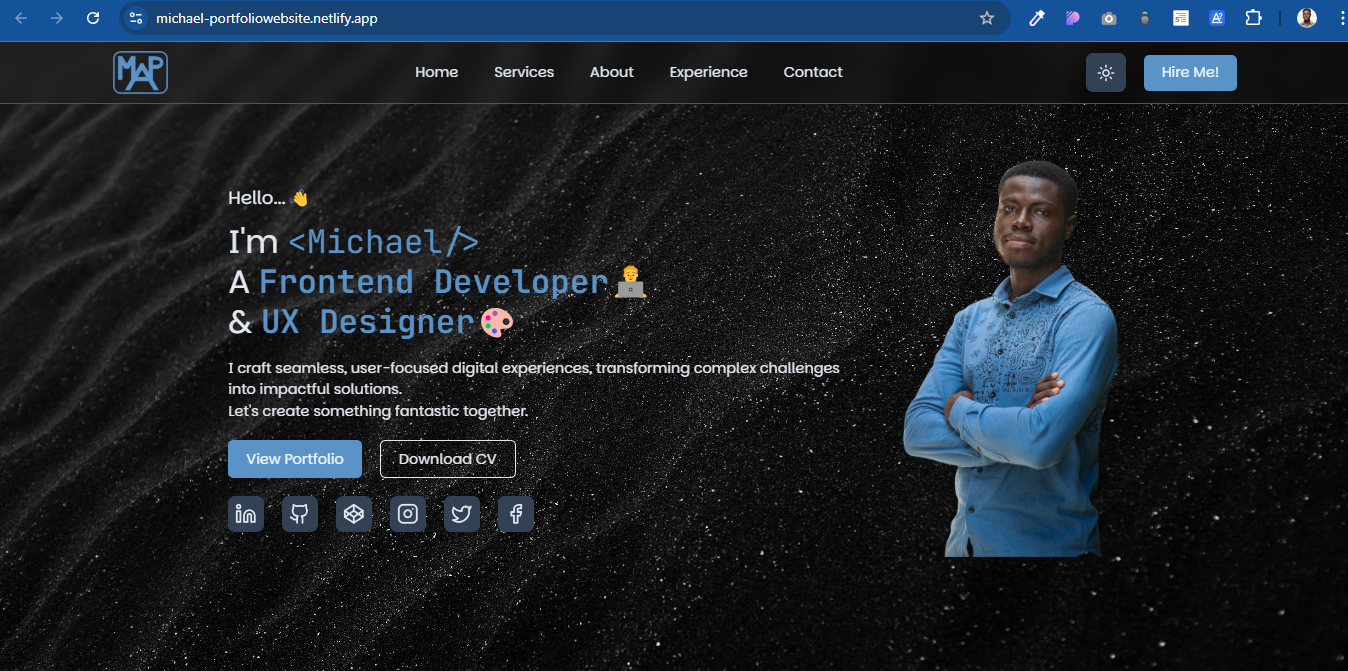 michael-portfoliowebsite.netlify.app
MAP
Home Services About Experience Contact Hire Me!
Hello... 👋
I'm <Michael/>
A Frontend Developer👨‍💻
& UX Designer🎨
I craft seamless, user-focused digital experiences, transforming complex challenges
into impactful solutions.
Let's create something fantastic together.
View Portfolio Download CV